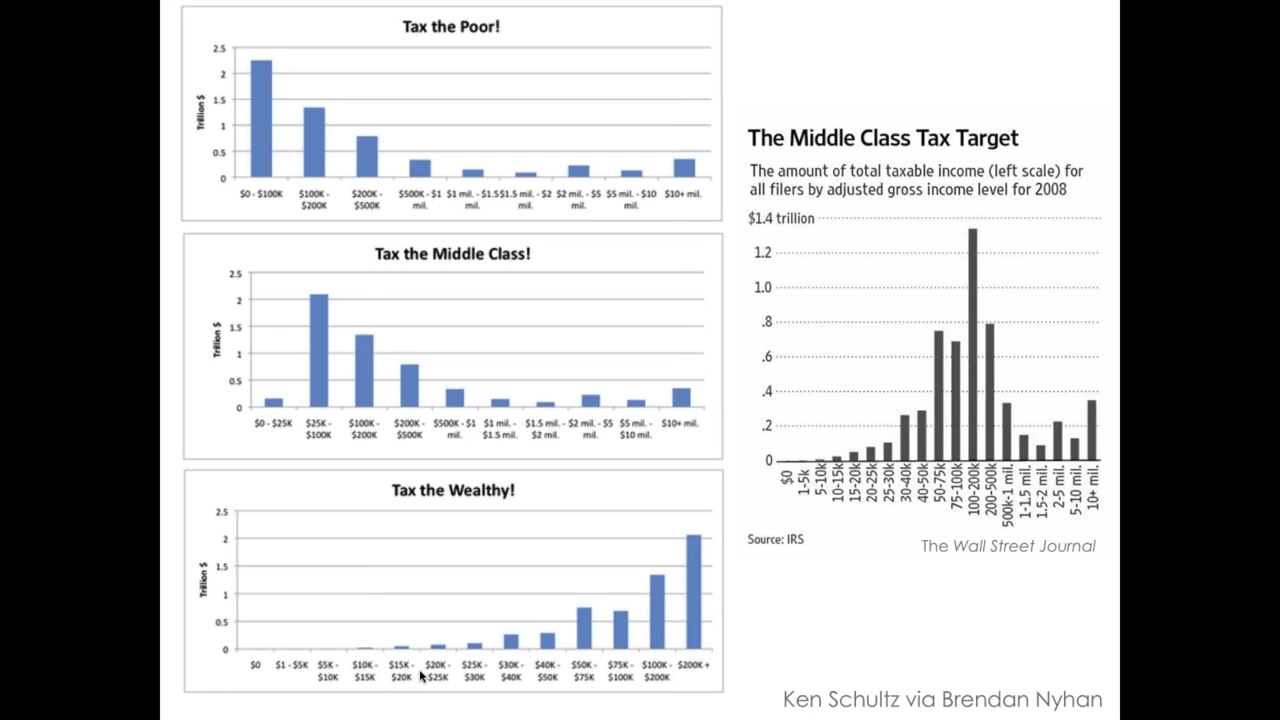 Tax the Poor!
2.5
2
1.5
1
0.5
0
Trillion $
$0 - $100K
$100K -
$200K
$200K -
$500K
$500K - $1
mil.
$1 mil. - $1.5
mil.
$1.5 mil. - $2
mil.
$2 mil. - $5
mil.
$5 mil. - $10
mil.
$10+ mil.
Tax the Middle Class!
2.5
2
1.5
1
0.5
0
Trillion $
$0 - $25K
$25K -
$100K
$100K -
$200K
$200K -
$500K
$500K - $1
mil.
$1 mil. -
$1.5 mil.
$1.5 mil. -
$2 mil.
$2 mil. - $5
mil.
$5 mil. -
$10 mil.
$10+ mil.
Tax the Wealthy!
2.5
2
1.5
1
0.5
0
Trillion $
$0
$1 - $5K
$5K -
$10K
$10K -
$15K
$15K -
$20K
$20K -
$25K
$25K -
$30K
$30K -
$40K
$40K -
$50K
$50K -
$75K
$75K -
$100K
$100K -
$200K
$200K +
The Middle Class Tax Target
The amount of total taxable income (left scale) for
all filers by adjusted gross income level for 2008
$1.4 trillion
1.2
1.0
.8
.6
.4
.2
0
$0
1-5k
5-10k
10-15k
15-20k
20-25k
25-30k
30-40k
40-50k
50-75k
75-100k
100-200k
200-500k
500k-1 mil.
1-1.5 mil.
1.5-2 mil.
2-5 mil.
5-10 mil.
10+ mil.
Source: IRS
The Wall Street Journal
Ken Schultz via Brendan Nyhan